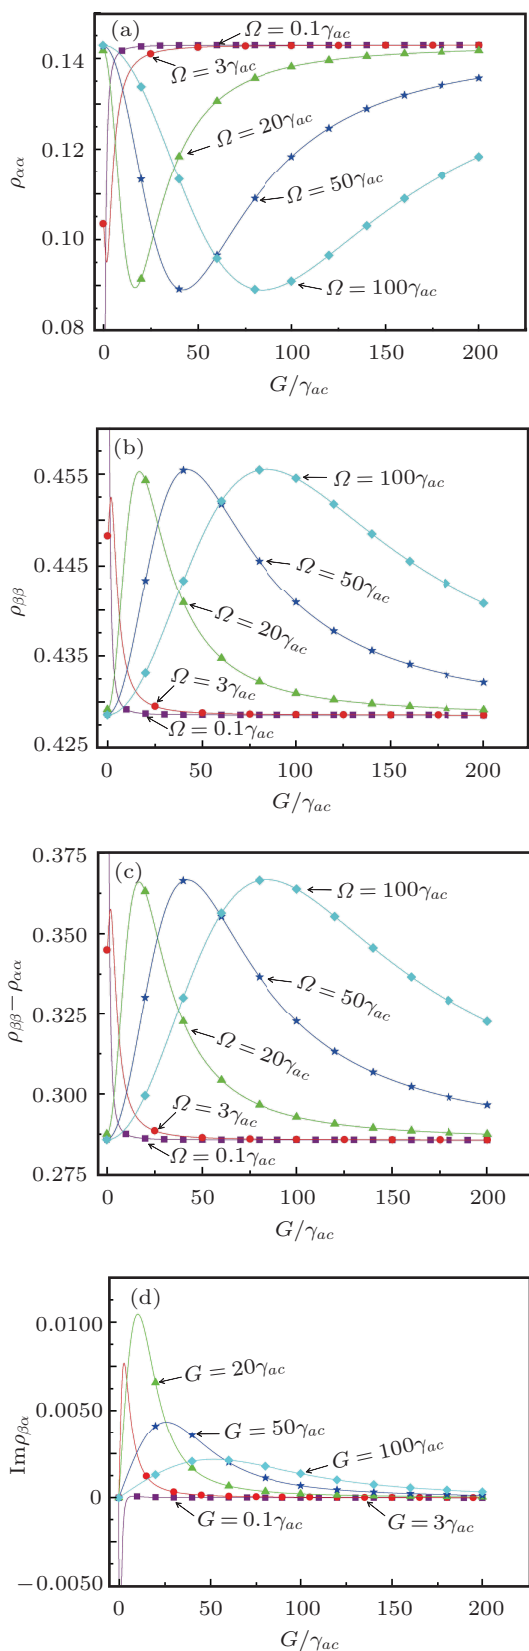 (a)
0.14
0.12
0.10
0.08
ραα
Ω = 0.1γac
Ω = 3γac
Ω = 20γac
Ω = 50γac
Ω = 100γac
0 50 100 150 200
G/γac
(b)
0.455
0.445
0.435
0.425
ρββ
Ω = 100γac
Ω = 50γac
Ω = 20γac
Ω = 3γac
Ω = 0.1γac
0 50 100 150 200
G/γac
(c)
0.375
0.350
0.325
0.300
0.275
ρββ−ραα
Ω = 100γac
Ω = 50γac
Ω = 20γac
Ω = 3γac
Ω = 0.1γac
0 50 100 150 200
G/γac
(d)
0.0100
0.0050
0
−0.0050
Imρβα
G = 20γac
G = 50γac
G = 100γac
G = 0.1γac
G = 3γac
0 50 100 150 200
G/γac